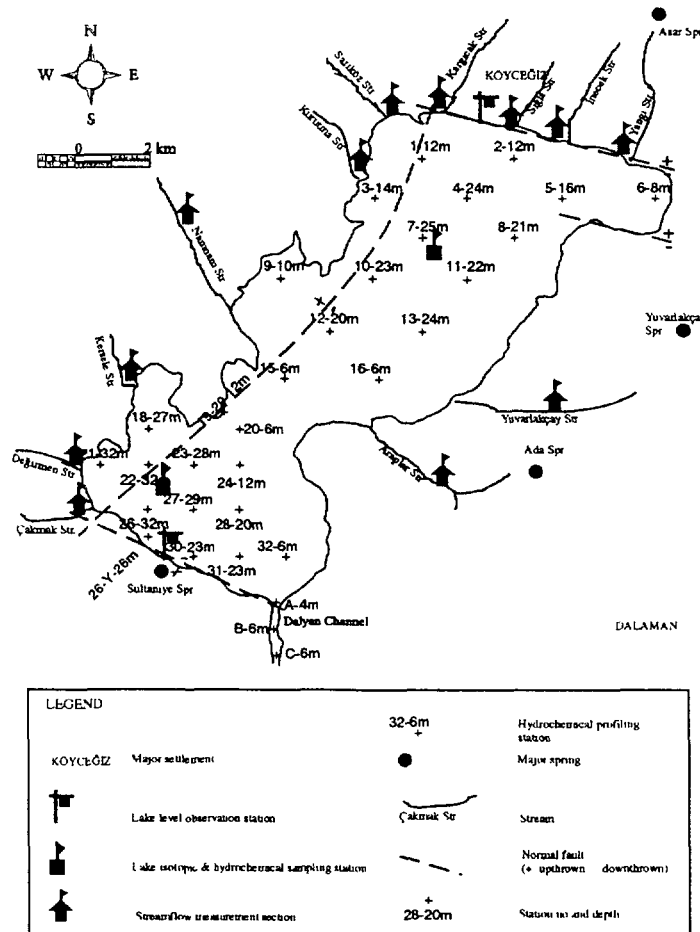 N
W E
S
0 2 km
Asar Spr
Sarıköz Str
Kargıcak Str
KÖYCEĞİZ
Yangı Str
1-12m 2-12m
3-14m 4-24m 5-16m 6-8m
7-25m 8-21m
Namnam Str
9-10m 10-23m 11-22m
12-20m 13-24m
Yuvarlakçay
Spr
15-6m 16-6m
Kersele Str
18-27m
20-6m
Yuvarlakçay Str
Ada Spr
23-28m
Değirmen Str
24-12m
27-29m
Çakmak Str
26-32m 28-20m
30-23m 32-6m
31-23m
26-Y-26m
Sultaniye Spr
A-4m
Dalyan Channel
B-6m
C-6m
DALAMAN
LEGEND
KÖYCEĞİZ Major settlement
Lake level observation station
Lake isotopic & hydrochemical sampling station
Streamflow measurement section
32-6m Hydrochemical profiling
station
Major spring
Çakmak Str Stream
Normal fault
(+ upthrown downthrown)
28-20m Station no and depth